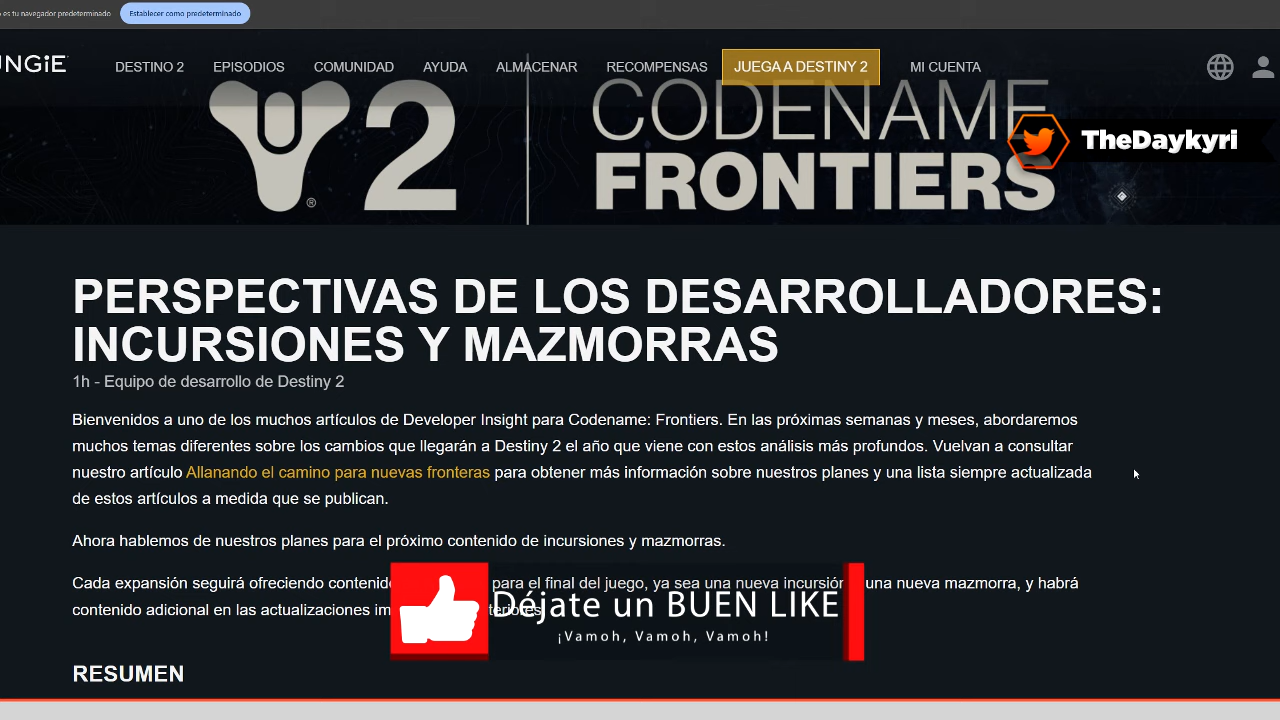 es tu navegador predeterminado Establecer como predeterminado
UNGiE DESTINO 2 EPISODIOS COMUNIDAD AYUDA ALMACENAR RECOMPENSAS JUEGA A DESTINY 2 MI CUENTA
2 ® CODENAME
FRONTIERS
TheDaykyri
PERSPECTIVAS DE LOS DESARROLLADORES:
INCURSIONES Y MAZMORRAS
1h - Equipo de desarrollo de Destiny 2
Bienvenidos a uno de los muchos artículos de Developer Insight para Codename: Frontiers. En las próximas semanas y meses, abordaremos
muchos temas diferentes sobre los cambios que llegarán a Destiny 2 el año que viene con estos análisis más profundos. Vuelvan a consultar
nuestro artículo Allanando el camino para nuevas fronteras para obtener más información sobre nuestros planes y una lista siempre actualizada
de estos artículos a medida que se publican.
Ahora hablemos de nuestros planes para el próximo contenido de incursiones y mazmorras.
Cada expansión seguirá ofreciendo para el final del juego, ya sea una nueva incursión una nueva mazmorra, y habrá
contenido adicional en las actualizaciones
Déjate un BUEN LIKE
¡Vamoh, Vamoh, Vamoh!
RESUMEN